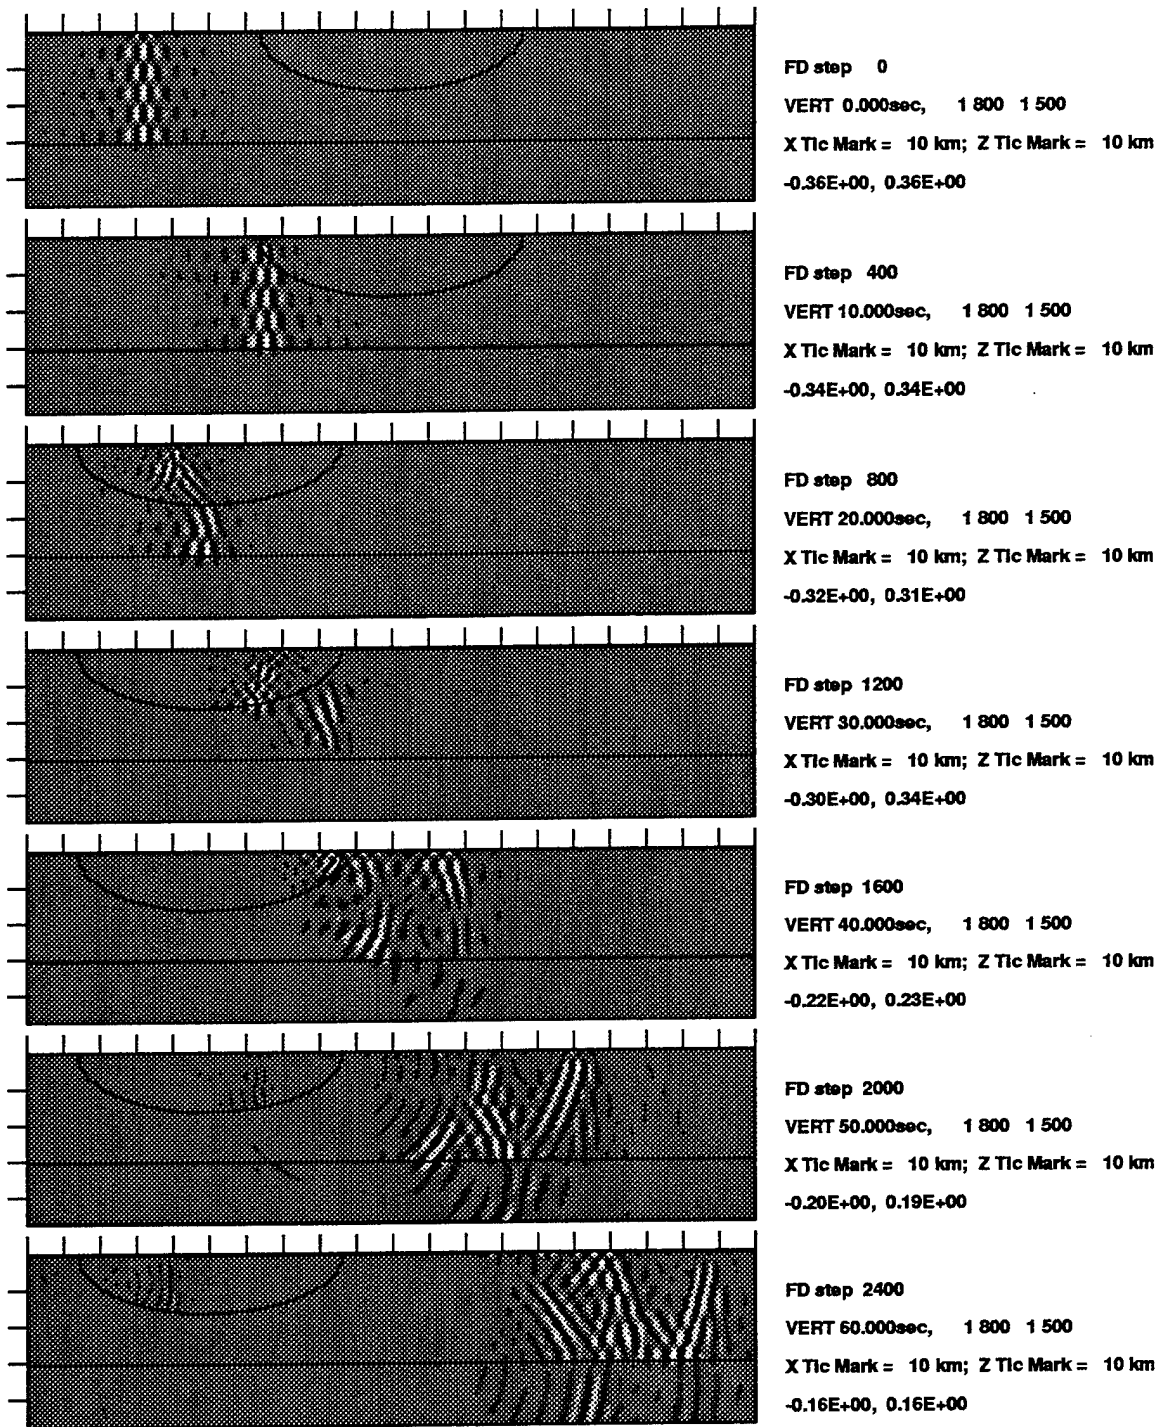 FD step 0
VERT 0.000sec, 1 800 1 500
X Tic Mark = 10 km; Z Tic Mark = 10 km
-0.36E+00, 0.36E+00
FD step 400
VERT 10.000sec, 1 800 1 500
X Tic Mark = 10 km; Z Tic Mark = 10 km
-0.34E+00, 0.34E+00
FD step 800
VERT 20.000sec, 1 800 1 500
X Tic Mark = 10 km; Z Tic Mark = 10 km
-0.32E+00, 0.31E+00
FD step 1200
VERT 30.000sec, 1 800 1 500
X Tic Mark = 10 km; Z Tic Mark = 10 km
-0.30E+00, 0.34E+00
FD step 1600
VERT 40.000sec, 1 800 1 500
X Tic Mark = 10 km; Z Tic Mark = 10 km
-0.22E+00, 0.23E+00
FD step 2000
VERT 50.000sec, 1 800 1 500
X Tic Mark = 10 km; Z Tic Mark = 10 km
-0.20E+00, 0.19E+00
FD step 2400
VERT 60.000sec, 1 800 1 500
X Tic Mark = 10 km; Z Tic Mark = 10 km
-0.16E+00, 0.16E+00